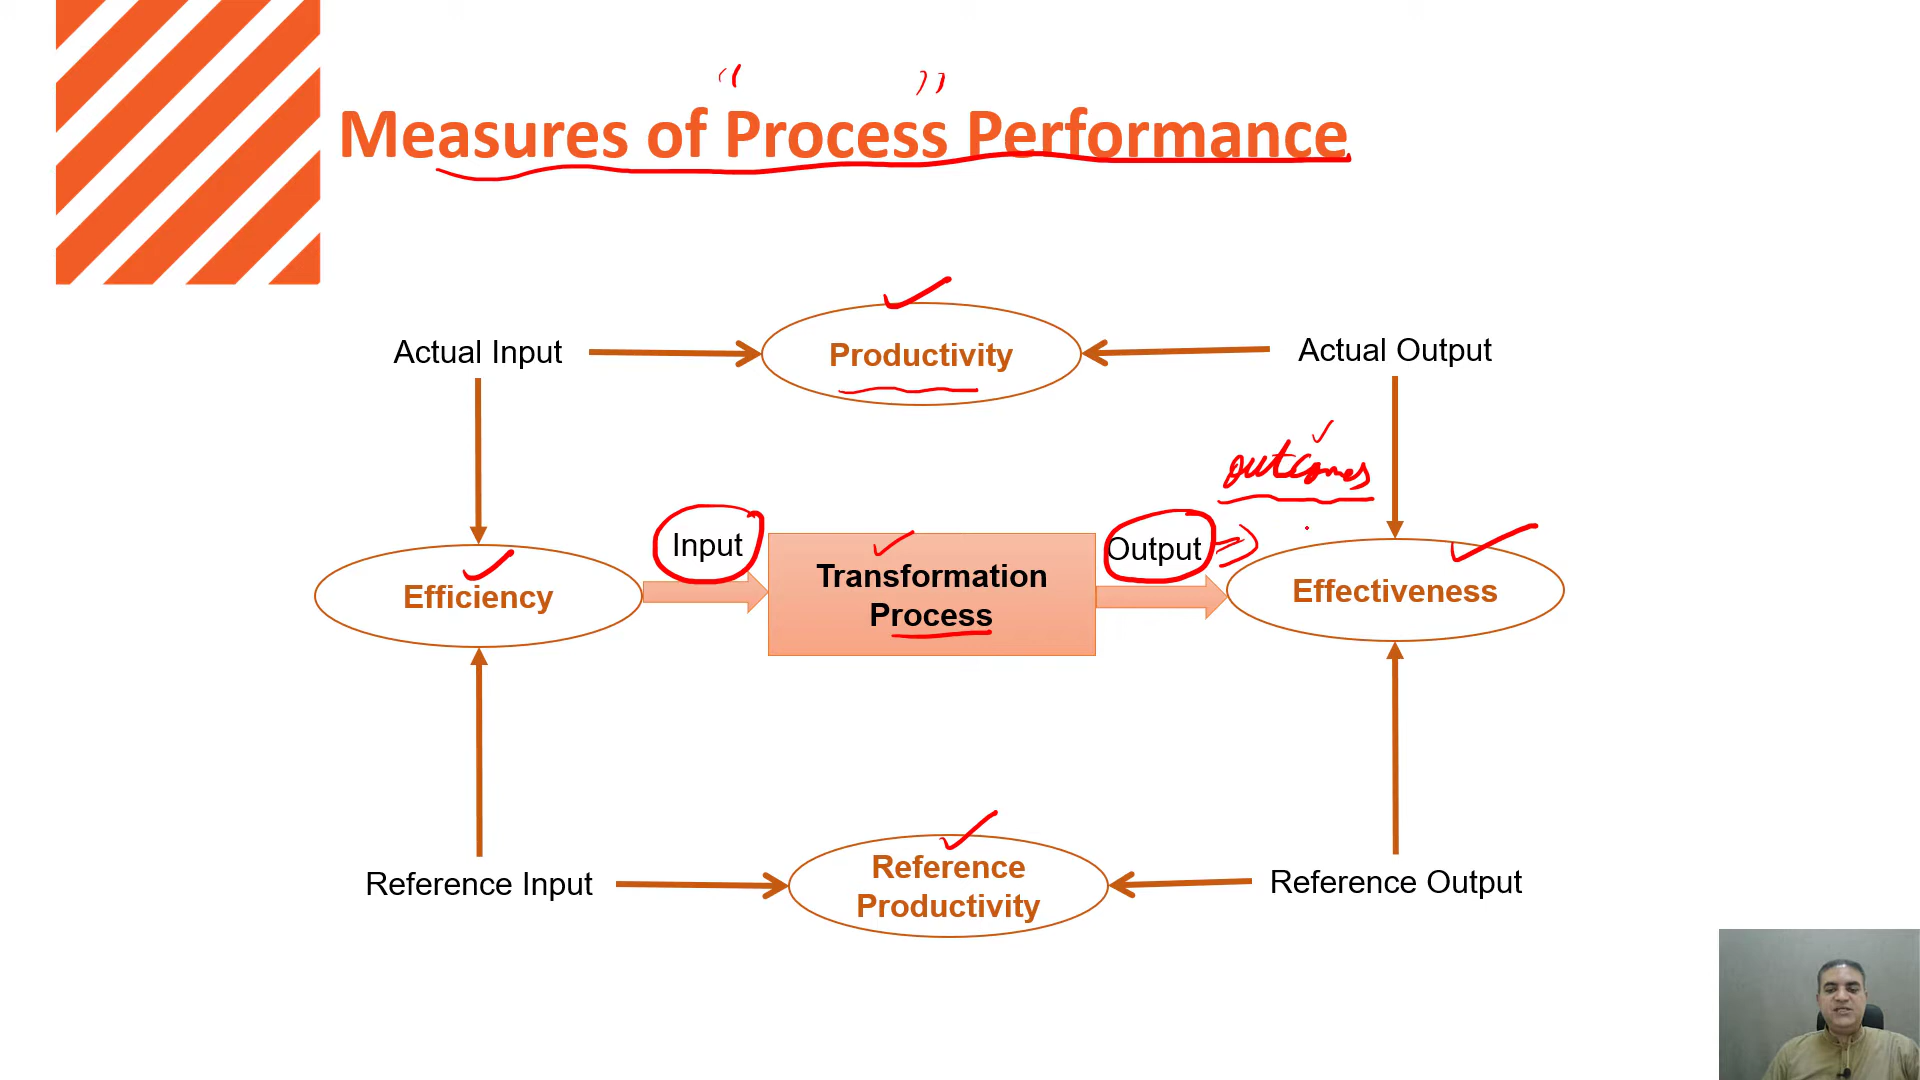 “ ”
Measures of Process Performance
Actual Input
Productivity
Actual Output
outcomes
Input
Output
Efficiency
Transformation
Process
Effectiveness
Reference Input
Reference
Productivity
Reference Output